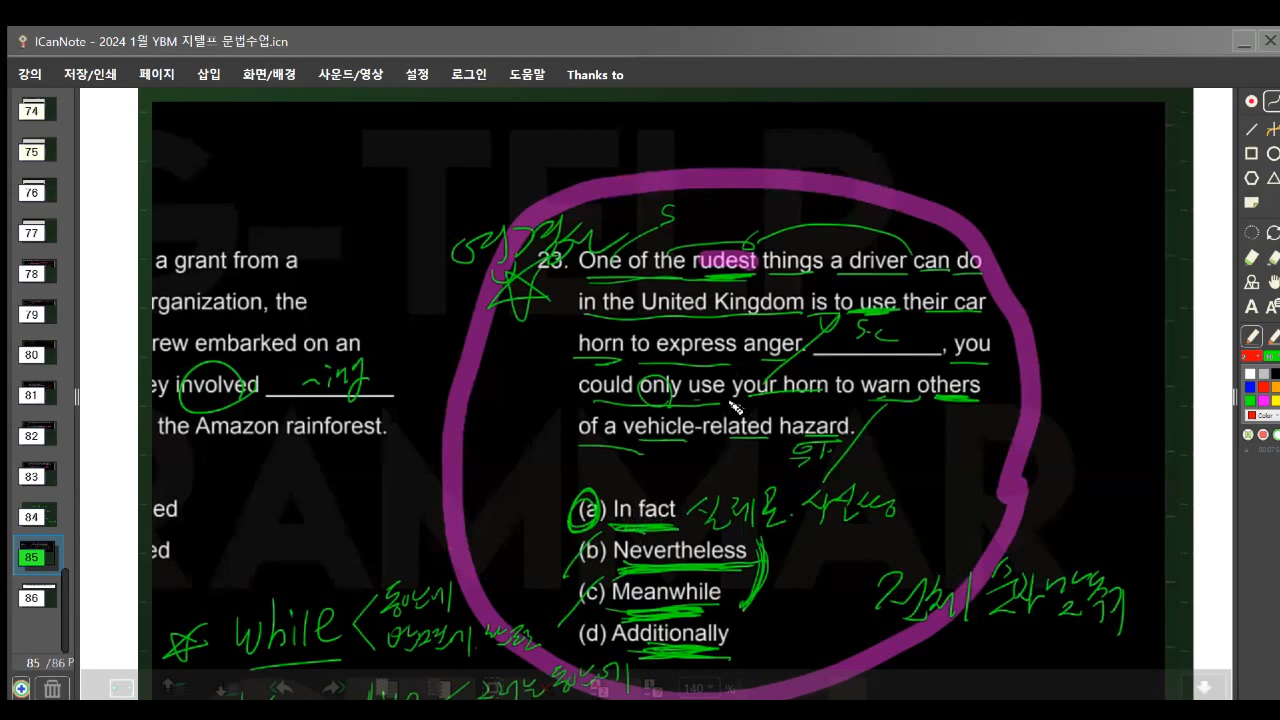 ICanNote - 2024 1월 YBM 지텔프 문법수업.icn
강의 저장/인쇄 페이지 삽입 화면/배경 사운드/영상 설정 로그인 도움말 Thanks to
74
75
76
77
78
79
80
81
82
83
84
85
86
85 /86 P
a grant from a
rganization, the
rew embarked on an
ey involved ~ing
the Amazon rainforest.
ed
ed
S
23. One of the rudest things a driver can do
in the United Kingdom is to use their car
horn to express anger. ________, you
could only use your horn to warn others
of a vehicle-related hazard.
(a) In fact 실례로. 사실상
(b) Nevertheless
(c) Meanwhile
(d) Additionally
while
동안에
140 %
Color